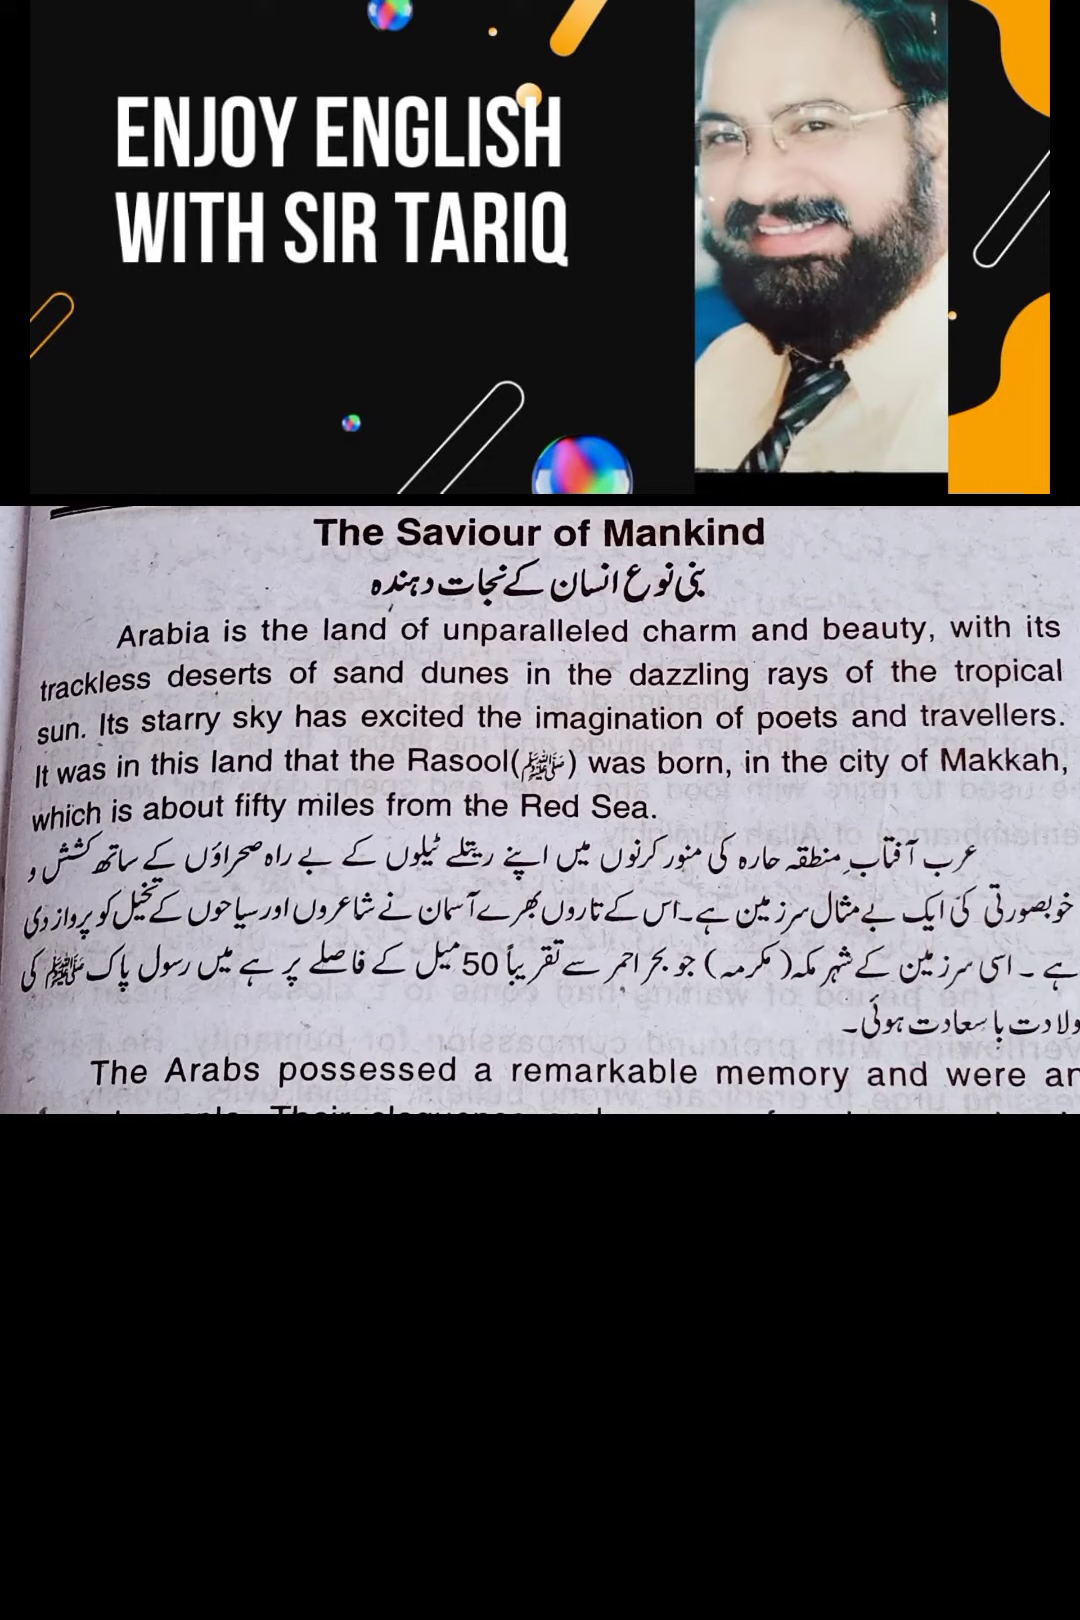 ENJOY ENGLISH
WITH SIR TARIQ
The Saviour of Mankind
بنی نوع انسان کے نجات دہندہ
Arabia is the land of unparalleled charm and beauty, with its
trackless deserts of sand dunes in the dazzling rays of the tropical
sun. Its starry sky has excited the imagination of poets and travellers.
It was in this land that the Rasool(ﷺ) was born, in the city of Makkah,
which is about fifty miles from the Red Sea.
عرب آفتابِ منطقہ حارہ کی منور کرنوں میں اپنے ریتلے ٹیلوں کے بے راہ صحراؤں کے ساتھ کشش و
خوبصورتی کی ایک بے مثال سرزمین ہے۔ اس کے تاروں بھرے آسمان نے شاعروں اور سیاحوں کے تخیل کو پرواز دی
ہے ۔ اسی سرزمین کے شہر مکہ (مکرمہ) جو بحر احمر سے تقریباً 50 میل کے فاصلے پر ہے میں رسول پاک ﷺ کی
ولادت با سعادت ہوئی۔
The Arabs possessed a remarkable memory and were an